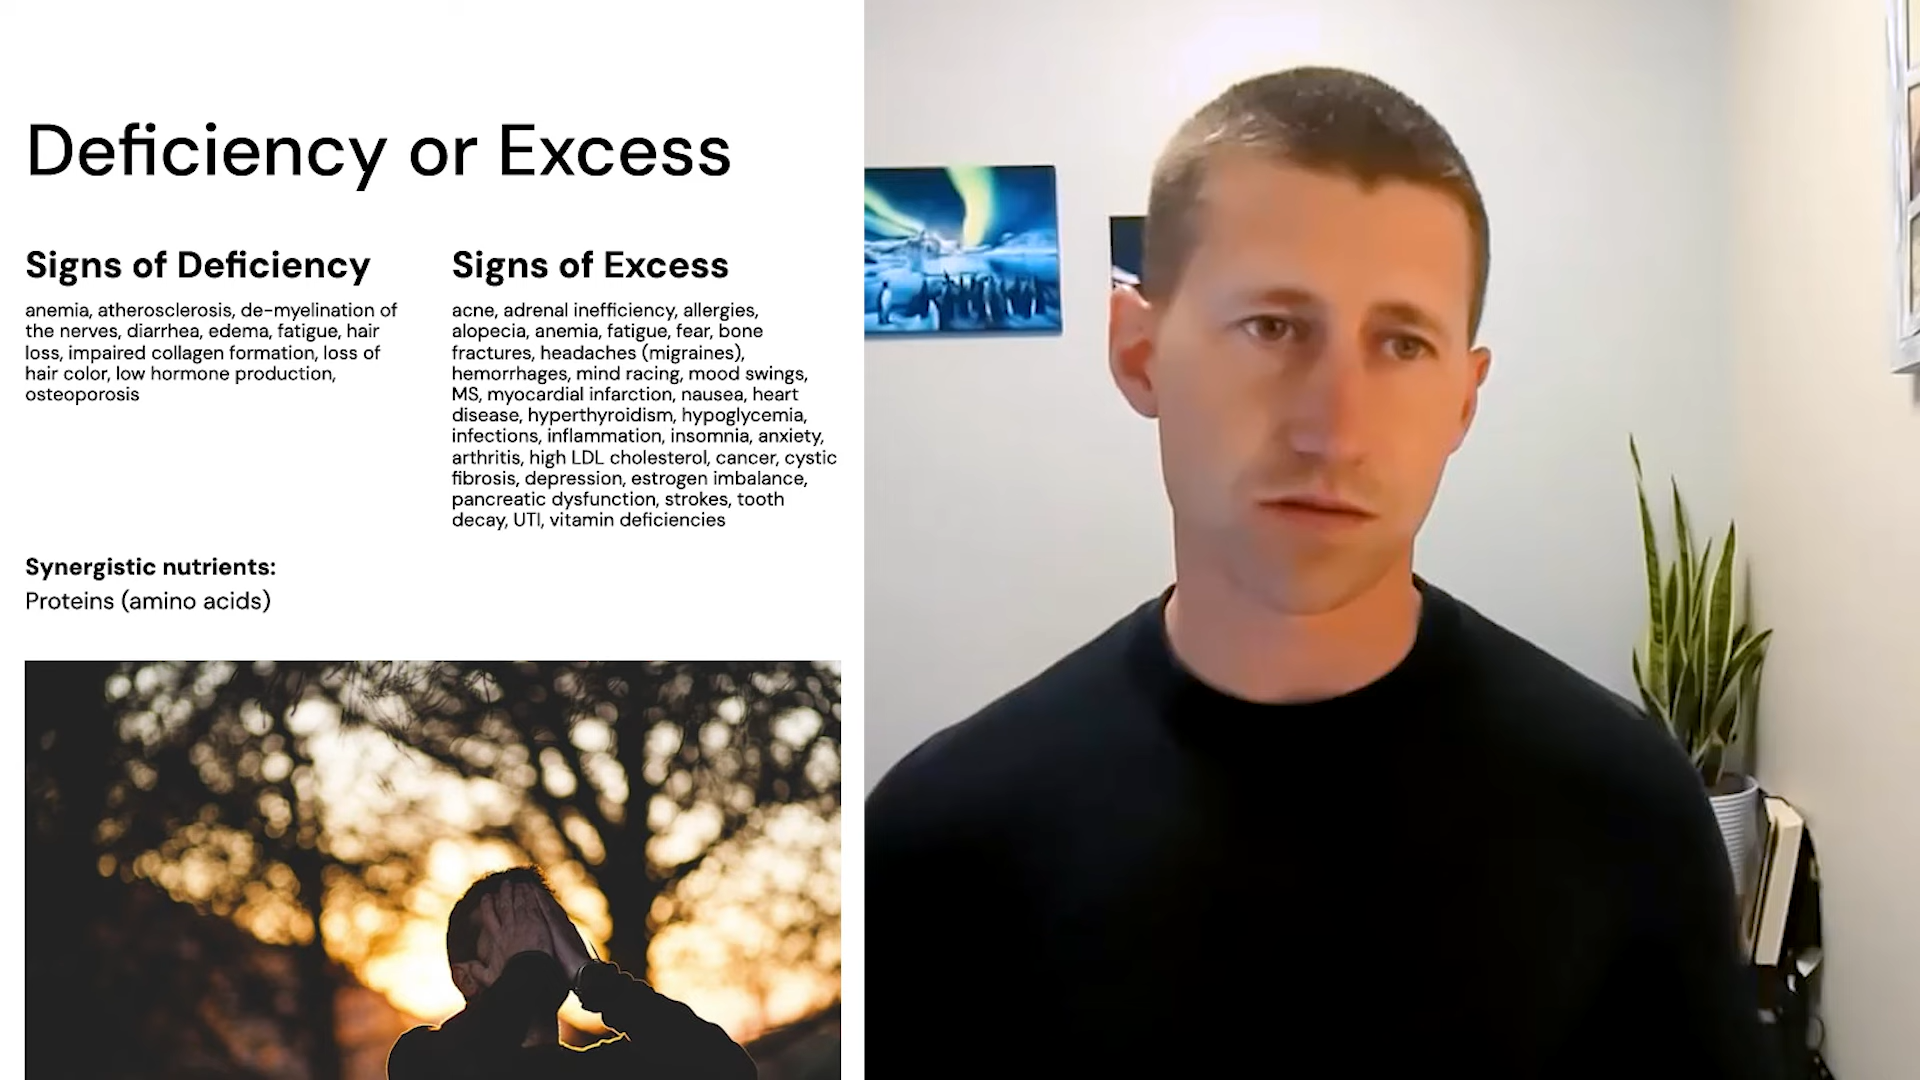 Deficiency or Excess
Signs of Deficiency
anemia, atherosclerosis, de-myelination of
the nerves, diarrhea, edema, fatigue, hair
loss, impaired collagen formation, loss of
hair color, low hormone production,
osteoporosis
Signs of Excess
acne, adrenal inefficiency, allergies,
alopecia, anemia, fatigue, fear, bone
fractures, headaches (migraines),
hemorrhages, mind racing, mood swings,
MS, myocardial infarction, nausea, heart
disease, hyperthyroidism, hypoglycemia,
infections, inflammation, insomnia, anxiety,
arthritis, high LDL cholesterol, cancer, cystic
fibrosis, depression, estrogen imbalance,
pancreatic dysfunction, strokes, tooth
decay, UTI, vitamin deficiencies
Synergistic nutrients:
Proteins (amino acids)